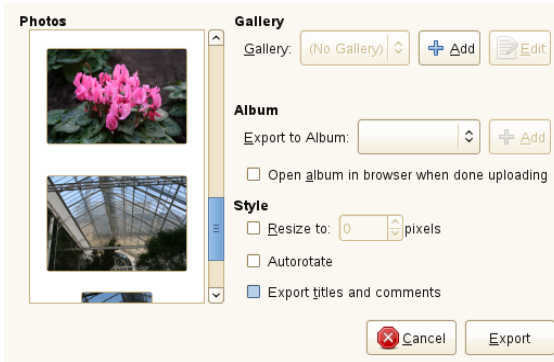 Photos
Gallery
Gallery: (No Gallery) Add Edit
Album
Export to Album: Add
Open album in browser when done uploading
Style
Resize to: 0 pixels
Autorotate
Export titles and comments
Cancel Export